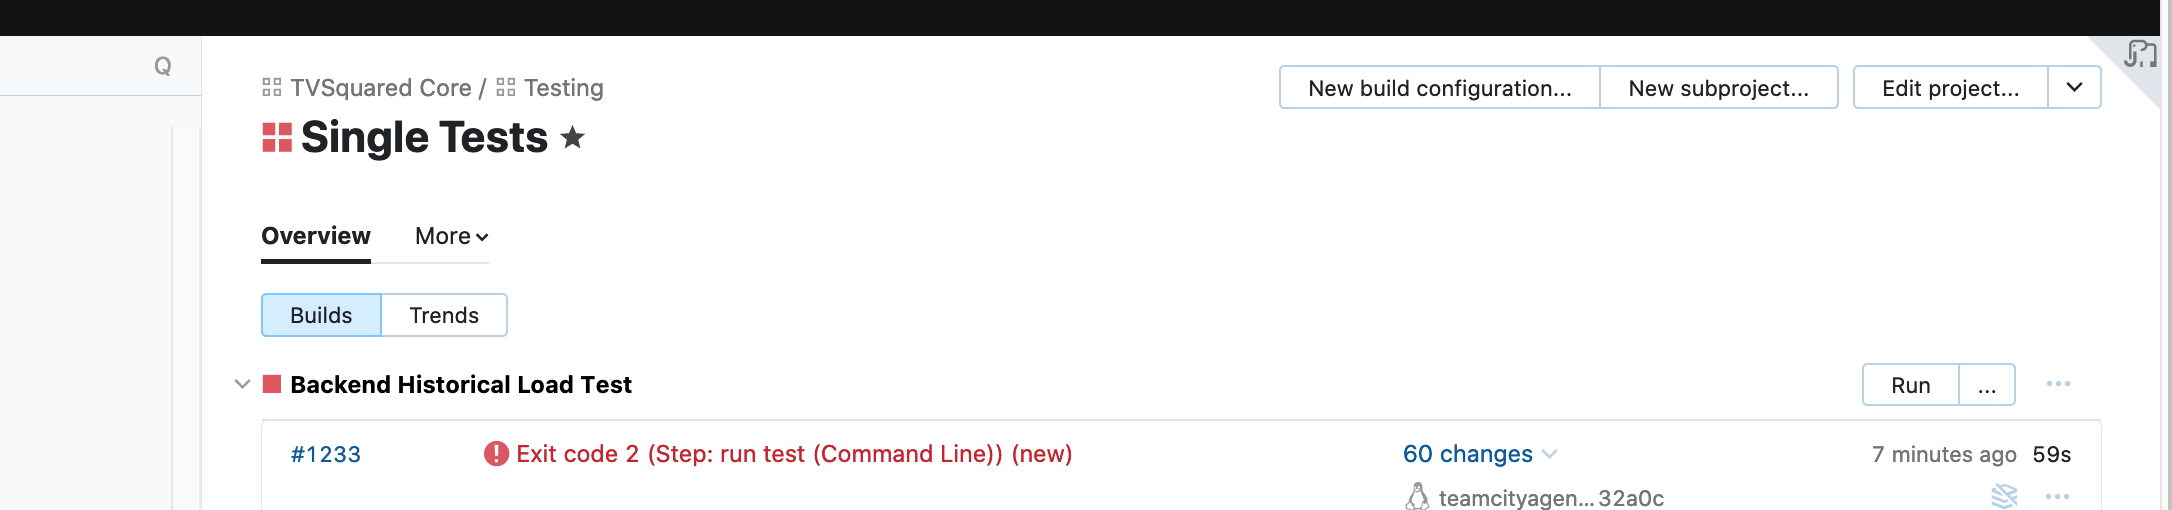 Q
TVSquared Core / Testing
New build configuration...
New subproject...
Edit project...
Single Tests
Overview
More
Builds
Trends
Backend Historical Load Test
Run
...
#1233
Exit code 2 (Step: run test (Command Line)) (new)
60 changes
7 minutes ago
59s
teamcityagen...32a0c